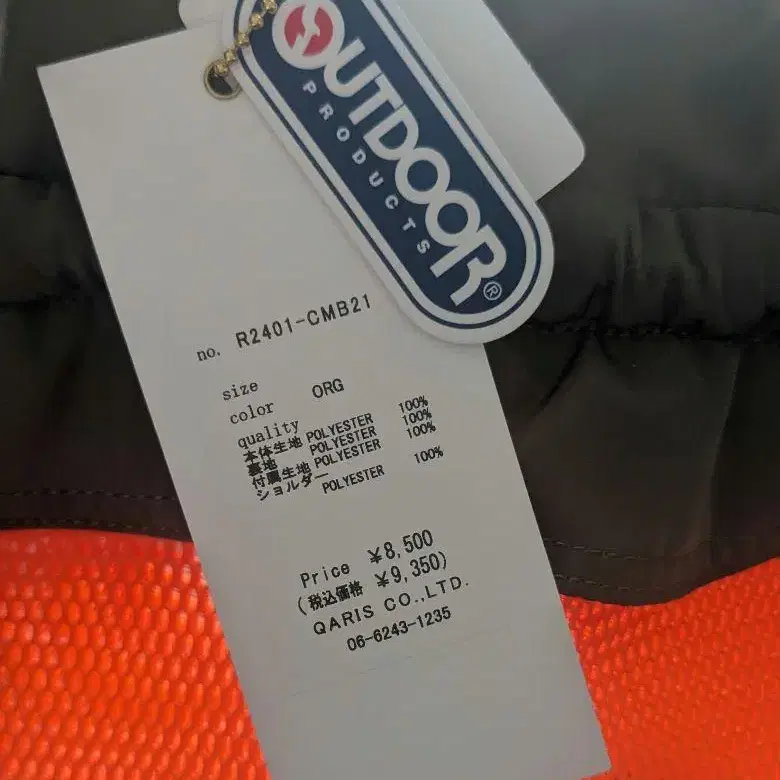 OUTDOOR®
PRODUCTS
no. R2401-CMB21
size
color ORG
quality
本体生地 POLYESTER 100%
裏地 POLYESTER 100%
付属生地 POLYESTER 100%
ショルダー POLYESTER 100%
Price ¥8,500
(税込価格 ¥9,350)
QARIS CO.,LTD.
06-6243-1235